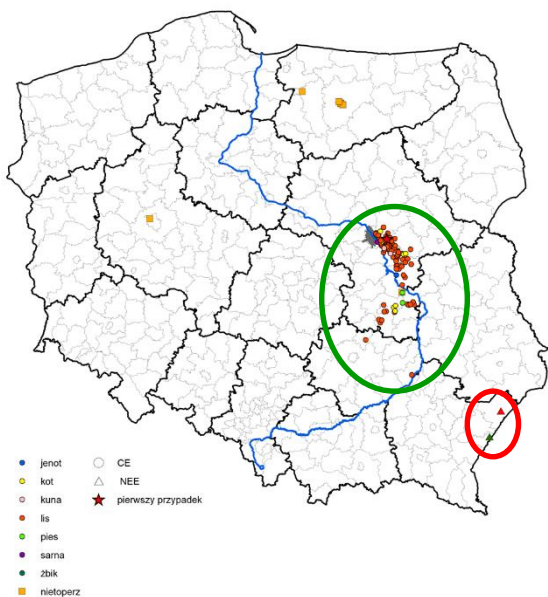 jenot
kot
kuna
lis
pies
sarna
żbik
nietoperz
CE
NEE
pierwszy przypadek